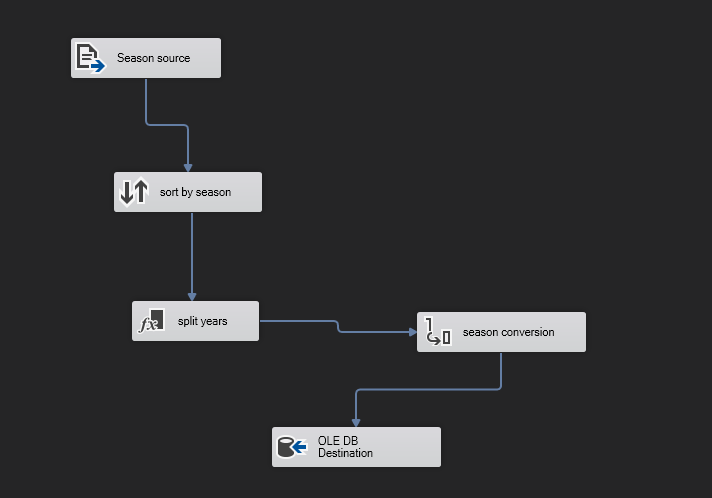 Season source
sort by season
split years
season conversion
OLE DB
Destination